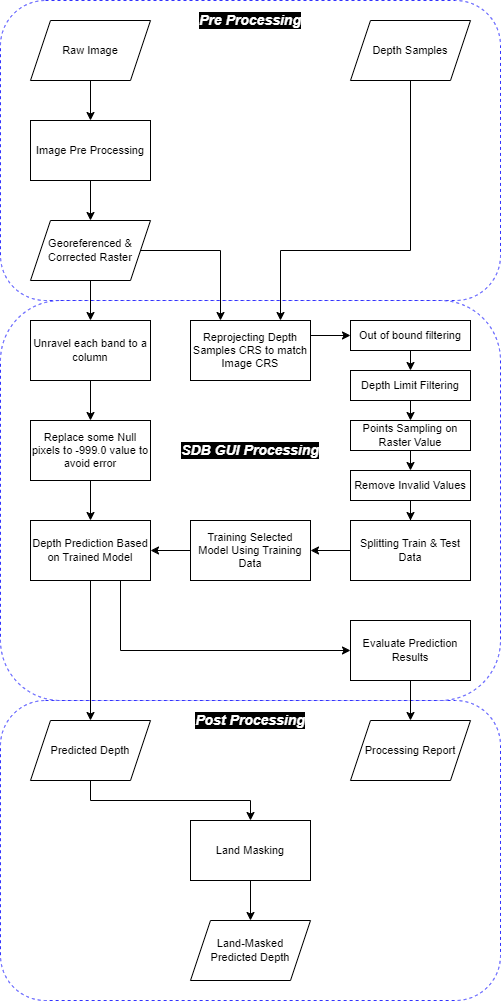 Pre Processing
Raw Image
Depth Samples
Image Pre Processing
Georeferenced &
Corrected Raster
Unravel each band to a
column
Reprojecting Depth
Samples CRS to match
Image CRS
Out of bound filtering
Depth Limit Filtering
Replace some Null
pixels to -999.0 value to
avoid error
SDB GUI Processing
Points Sampling on
Raster Value
Remove Invalid Values
Depth Prediction Based
on Trained Model
Training Selected
Model Using Training
Data
Splitting Train & Test
Data
Evaluate Prediction
Results
Post Processing
Predicted Depth
Processing Report
Land Masking
Land-Masked
Predicted Depth